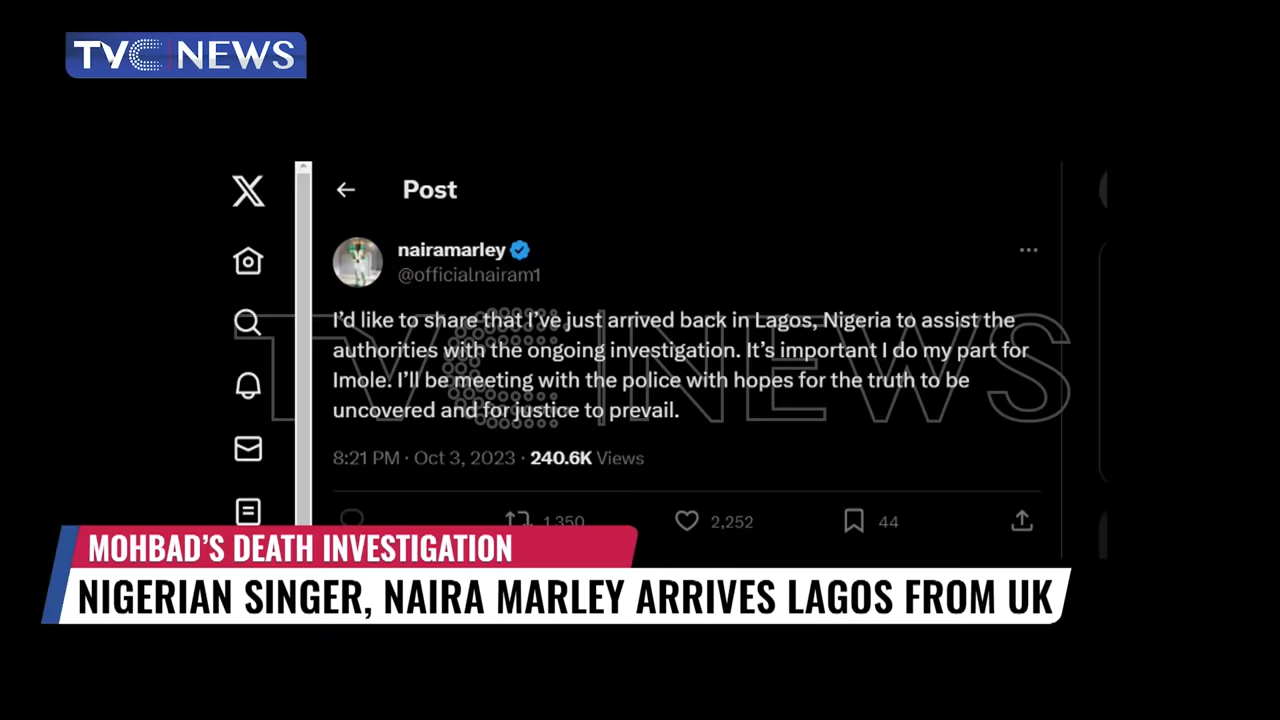 TVC NEWS
Post
nairamarley
@officialnairam1
I'd like to share that I've just arrived back in Lagos, Nigeria to assist the
authorities with the ongoing investigation. It's important I do my part for
Imole. I'll be meeting with the police with hopes for the truth to be
uncovered and for justice to prevail.
TVC NEWS
8:21 PM · Oct 3, 2023 · 240.6K Views
1,350 2,252 44
MOHBAD'S DEATH INVESTIGATION
NIGERIAN SINGER, NAIRA MARLEY ARRIVES LAGOS FROM UK